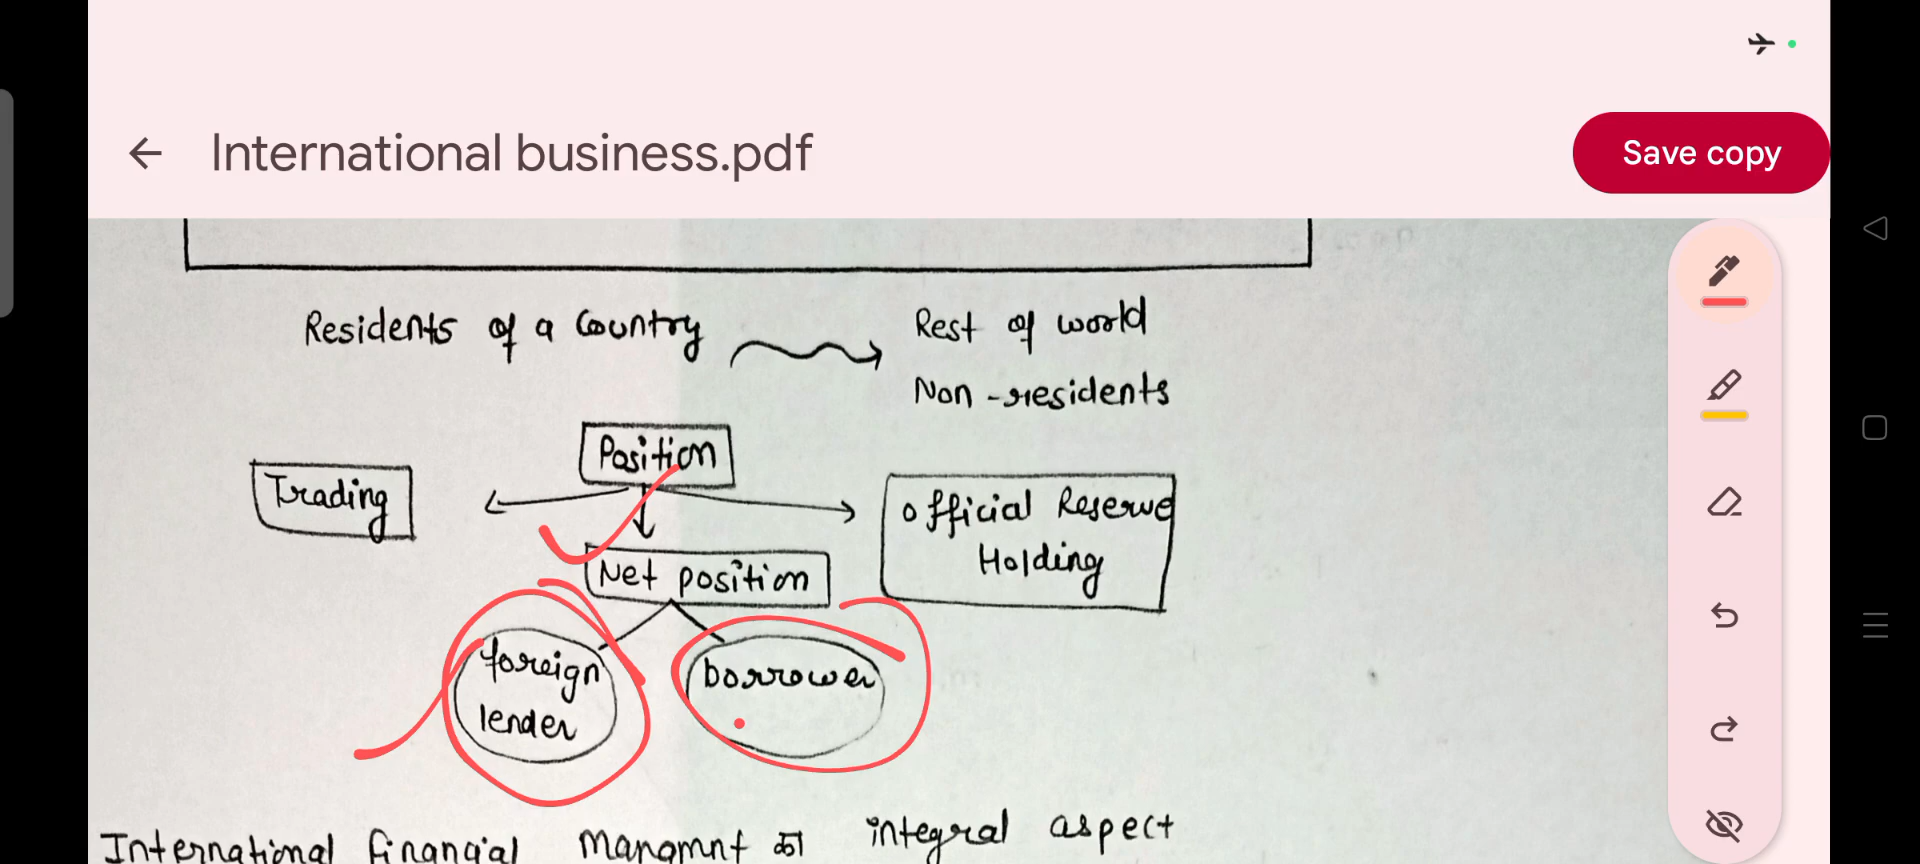 International business.pdf
Save copy
Residents of a Country
Rest of world
Non-residents
Position
Trading
Official Reserve
Holding
Net position
foreign
lender
borrower
International financial Manamnt का integral aspect